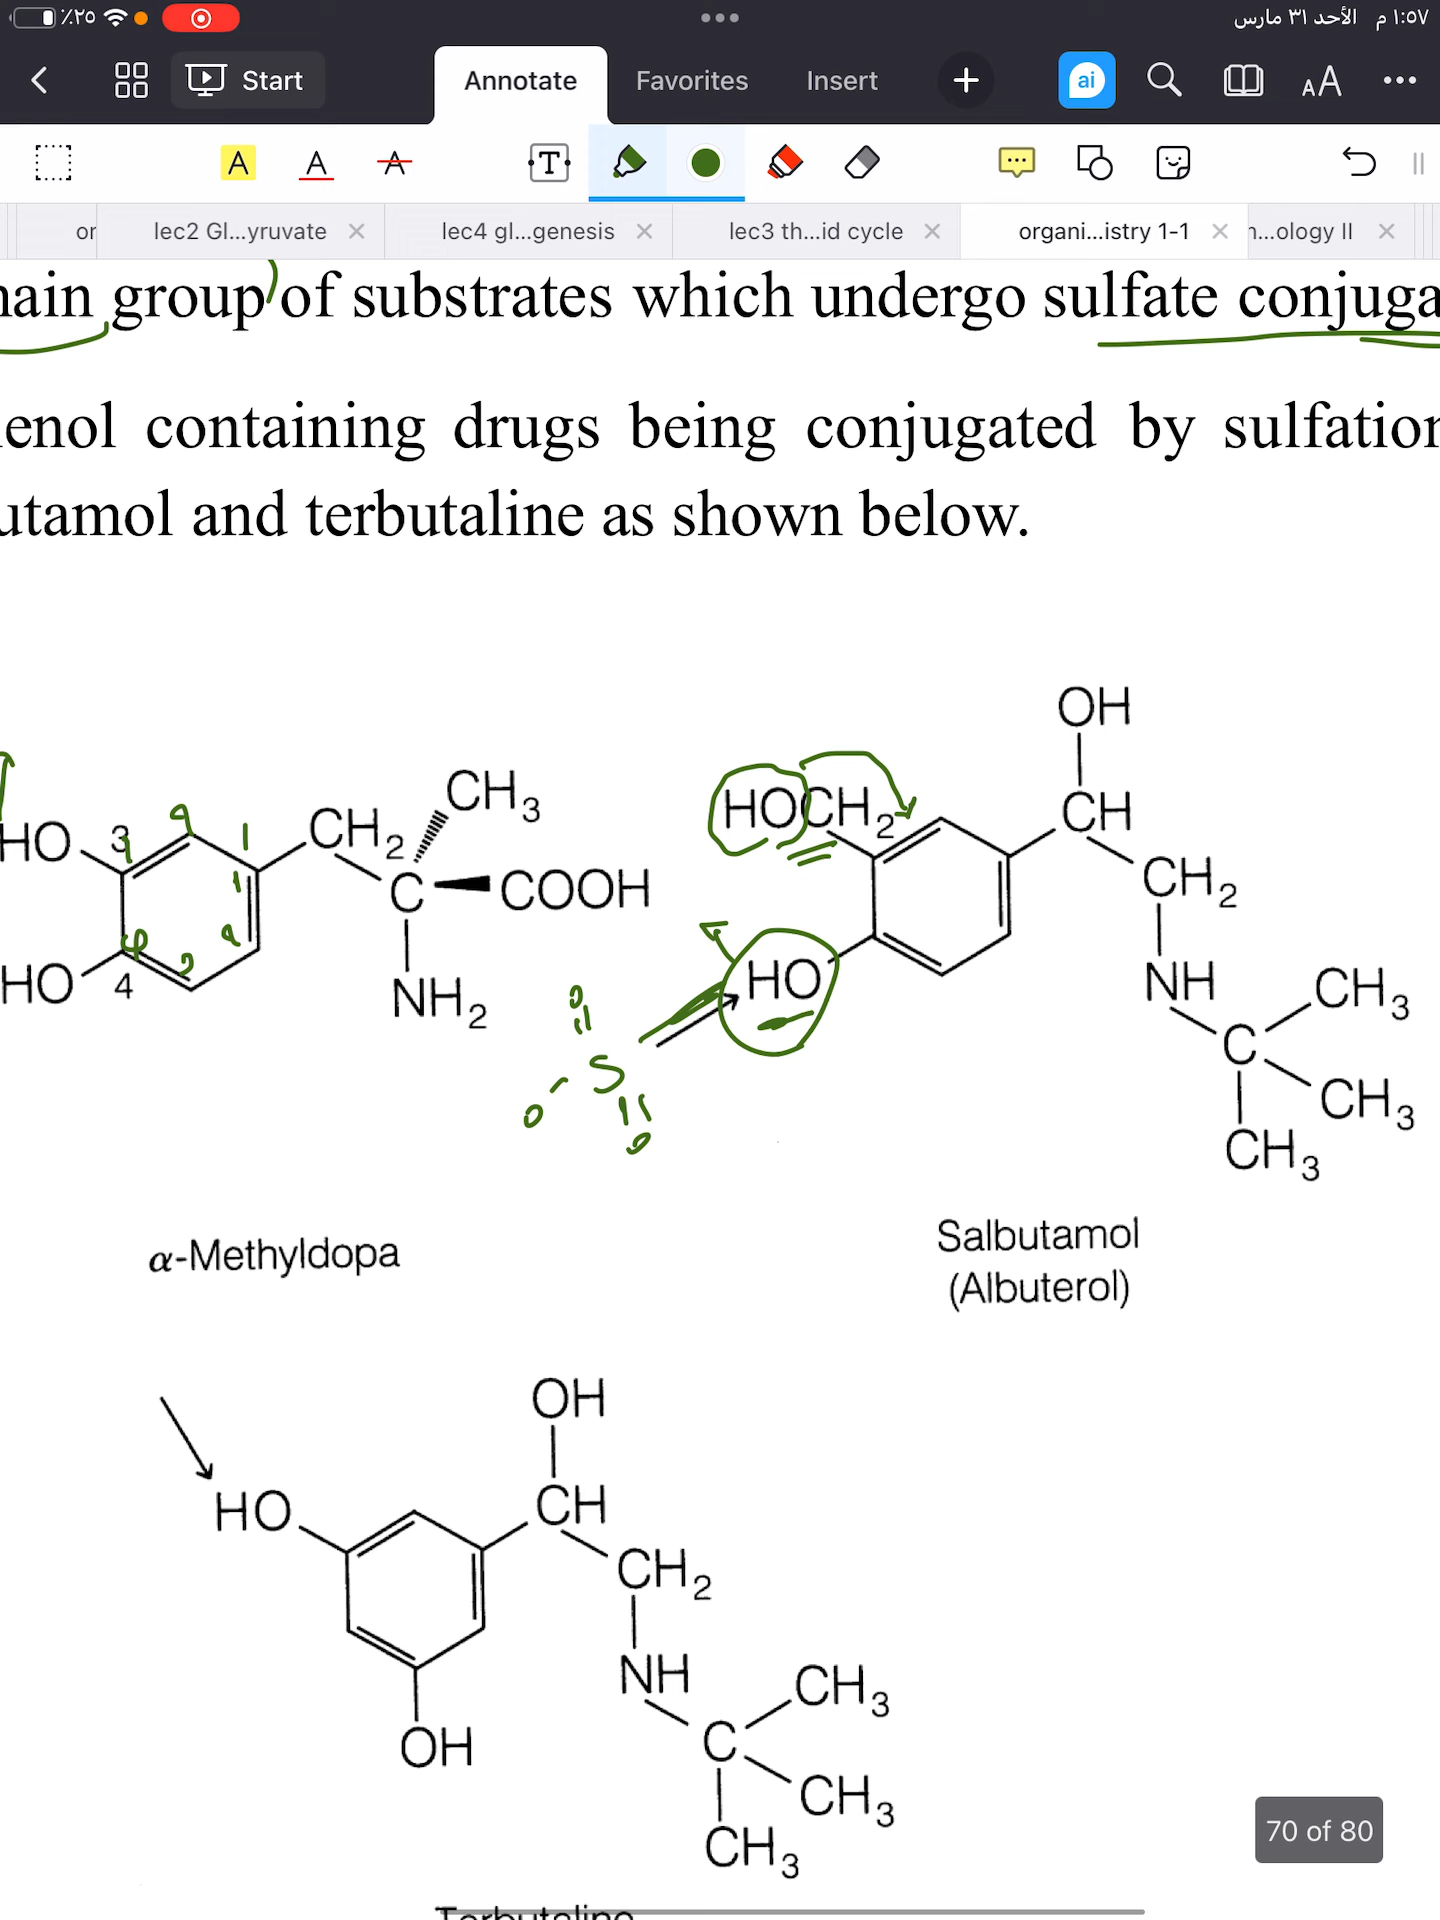 ٪٢٥
١:٥٧ م الأحد ٣١ مارس
Start
Annotate
Favorites
Insert
ai
AA
A A A T
or
lec2 Gl...yruvate
lec4 gl...genesis
lec3 th...id cycle
organi...istry 1-1
n...ology II
nain group of substrates which undergo sulfate conjuga
enol containing drugs being conjugated by sulfation
utamol and terbutaline as shown below.
HO 3 CH2 CH3
HO 4 C COOH
NH2
α-Methyldopa
OH
HOCH2 CH
CH2
HO NH CH3
C
CH3
CH3
O
S
O
O
Salbutamol
(Albuterol)
OH
HO CH
CH2
NH
OH C CH3
CH3
CH3
Terbutaline
70 of 80